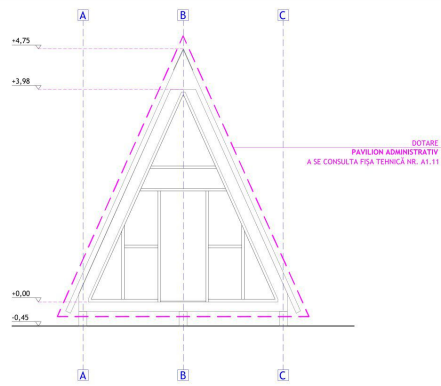 A B C
+4,75
+3,98
DOTARE
PAVILION ADMINISTRATIV
A SE CONSULTA FIȘA TEHNICĂ NR. A1.11
+0,00
-0,45
A B C